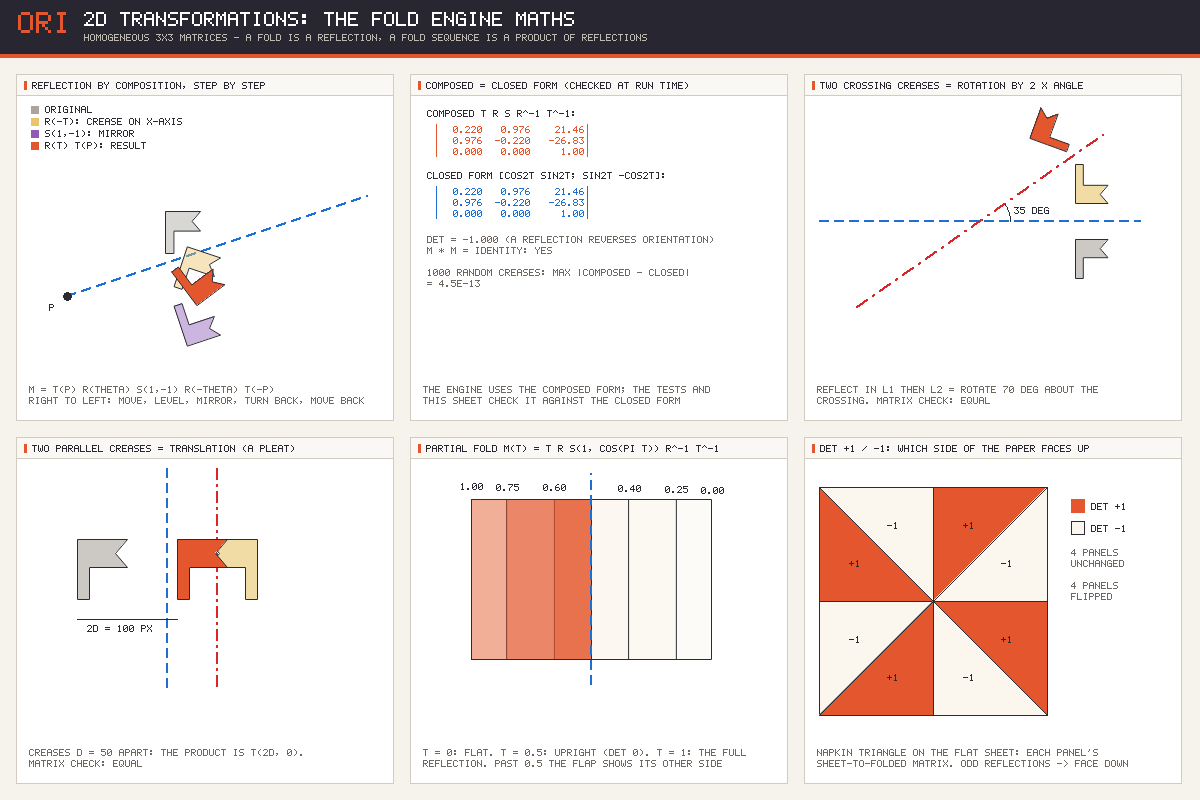 ORI 2D TRANSFORMATIONS: THE FOLD ENGINE MATHS
HOMOGENEOUS 3X3 MATRICES - A FOLD IS A REFLECTION, A FOLD SEQUENCE IS A PRODUCT OF REFLECTIONS
REFLECTION BY COMPOSITION, STEP BY STEP
ORIGINAL
R(-T): CREASE ON X-AXIS
S(1,-1): MIRROR
R(T) T(P): RESULT
P
M = T(P) R(THETA) S(1,-1) R(-THETA) T(-P)
RIGHT TO LEFT: MOVE, LEVEL, MIRROR, TURN BACK, MOVE BACK
COMPOSED = CLOSED FORM (CHECKED AT RUN TIME)
COMPOSED T R S R^-1 T^-1:
0.220 0.976 21.46
0.976 -0.220 -26.83
0.000 0.000 1.00
CLOSED FORM [COS2T SIN2T; SIN2T -COS2T]:
0.220 0.976 21.46
0.976 -0.220 -26.83
0.000 0.000 1.00
DET = -1.000 (A REFLECTION REVERSES ORIENTATION)
M * M = IDENTITY: YES
1000 RANDOM CREASES: MAX |COMPOSED - CLOSED|
= 4.5E-13
THE ENGINE USES THE COMPOSED FORM; THE TESTS AND
THIS SHEET CHECK IT AGAINST THE CLOSED FORM
TWO CROSSING CREASES = ROTATION BY 2 X ANGLE
35 DEG
REFLECT IN L1 THEN L2 = ROTATE 70 DEG ABOUT THE
CROSSING. MATRIX CHECK: EQUAL
TWO PARALLEL CREASES = TRANSLATION (A PLEAT)
2D = 100 PX
CREASES D = 50 APART: THE PRODUCT IS T(2D, 0).
MATRIX CHECK: EQUAL
PARTIAL FOLD M(T) = T R S(1, COS(PI T)) R^-1 T^-1
1.00 0.75 0.60 0.40 0.25 0.00
T = 0: FLAT. T = 0.5: UPRIGHT (DET 0). T = 1: THE FULL
REFLECTION. PAST 0.5 THE FLAP SHOWS ITS OTHER SIDE
DET +1 / -1: WHICH SIDE OF THE PAPER FACES UP
-1 +1
+1 -1
-1 +1
+1 -1
DET +1
DET -1
4 PANELS
UNCHANGED
4 PANELS
FLIPPED
NAPKIN TRIANGLE ON THE FLAT SHEET: EACH PANEL'S
SHEET-TO-FOLDED MATRIX. ODD REFLECTIONS -> FACE DOWN